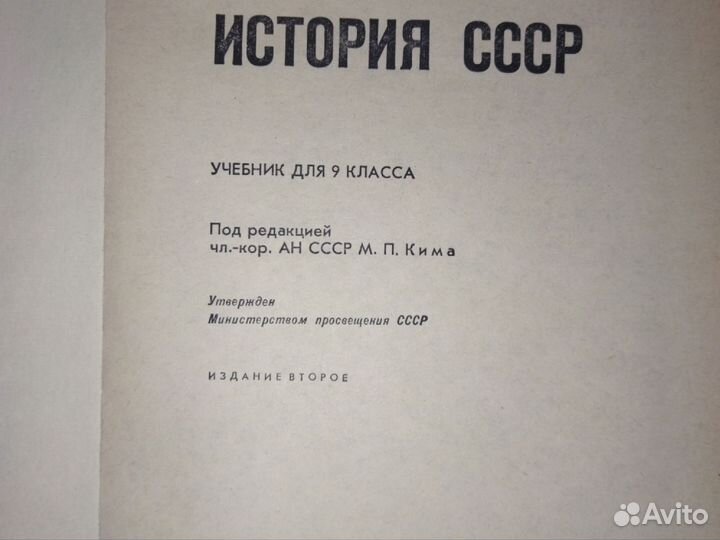 ИСТОРИЯ СССР
УЧЕБНИК ДЛЯ 9 КЛАССА
Под редакцией
чл.-кор. АН СССР М. П. Кима
Утвержден
Министерством просвещения СССР
ИЗДАНИЕ ВТОРОЕ
Avito